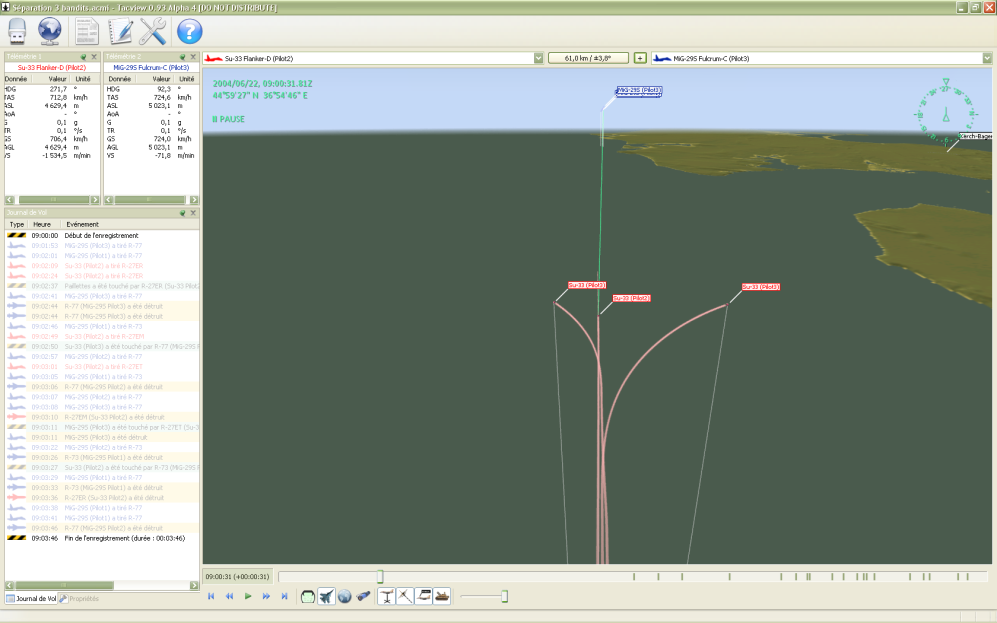 Séparation 3 bandits.acmi - Tacview 0.93 Alpha 4 [DO NOT DISTRIBUTE]
Télémétrie 1
Su-33 Flanker-D (Pilot2)
Donnée Valeur Unité
HDG 271,7 °
TAS 712,8 km/h
ASL 4 629,4 m
AoA - °
G 0,1 g
TR 0,1 °/s
GS 706,4 km/h
AGL 4 629,4 m
VS -1 534,5 m/min
Télémétrie 2
MiG-29S Fulcrum-C (Pilot3)
Donnée Valeur Unité
HDG 92,3 °
TAS 724,6 km/h
ASL 5 023,1 m
AoA - °
G 0,1 g
TR 0,1 °/s
GS 724,0 km/h
AGL 5 023,1 m
VS -71,8 m/min
Journal de Vol
Type Heure Evénement
09:00:00 Début de l'enregistrement
09:01:53 MiG-29S (Pilot3) a tiré R-77
09:02:01 MiG-29S (Pilot1) a tiré R-77
09:02:09 Su-33 (Pilot2) a tiré R-27ER
09:02:24 Su-33 (Pilot2) a tiré R-27ER
09:02:37 Paillettes a été touché par R-27ER (Su-33 Pilot2
09:02:41 MiG-29S (Pilot3) a tiré R-77
09:02:44 R-77 (MiG-29S Pilot3) a été détruit
09:02:44 R-77 (MiG-29S Pilot3) a été détruit
09:02:46 MiG-29S (Pilot1) a tiré R-73
09:02:49 Su-33 (Pilot2) a tiré R-27EM
09:02:50 Su-33 (Pilot3) a été touché par R-77 (MiG-29S
09:02:57 MiG-29S (Pilot2) a tiré R-77
09:03:01 Su-33 (Pilot2) a tiré R-27ET
09:03:05 MiG-29S (Pilot1) a tiré R-73
09:03:06 R-77 (MiG-29S Pilot2) a été détruit
09:03:07 MiG-29S (Pilot2) a tiré R-77
09:03:08 MiG-29S (Pilot3) a tiré R-77
09:03:10 R-27EM (Su-33 Pilot2) a été détruit
09:03:11 MiG-29S (Pilot3) a été touché par R-27ET (Su-3
09:03:11 MiG-29S (Pilot3) a été détruit
09:03:22 MiG-29S (Pilot2) a tiré R-73
09:03:26 R-73 (MiG-29S Pilot1) a été détruit
09:03:27 Su-33 (Pilot2) a été touché par R-73 (MiG-29S
09:03:29 MiG-29S (Pilot1) a tiré R-77
09:03:33 R-73 (MiG-29S Pilot1) a été détruit
09:03:36 R-27ER (Su-33 Pilot2) a été détruit
09:03:38 MiG-29S (Pilot1) a tiré R-77
09:03:41 MiG-29S (Pilot1) a tiré R-77
09:03:46 R-77 (MiG-29S Pilot2) a été détruit
09:03:46 Fin de l'enregistrement (durée : 00:03:46)
Journal de Vol Propriétés
Su-33 Flanker-D (Pilot2)
61,0 km / ±3,8°
MiG-29S Fulcrum-C (Pilot3)
2004/06/22, 09:00:31.81Z
44°59'27" N 96°54'46" E
II PAUSE
MiG-29S (Pilot3)
Kerch-Bager
Su-33 (Pilot3)
Su-33 (Pilot2)
09:00:31 (+00:00:31)